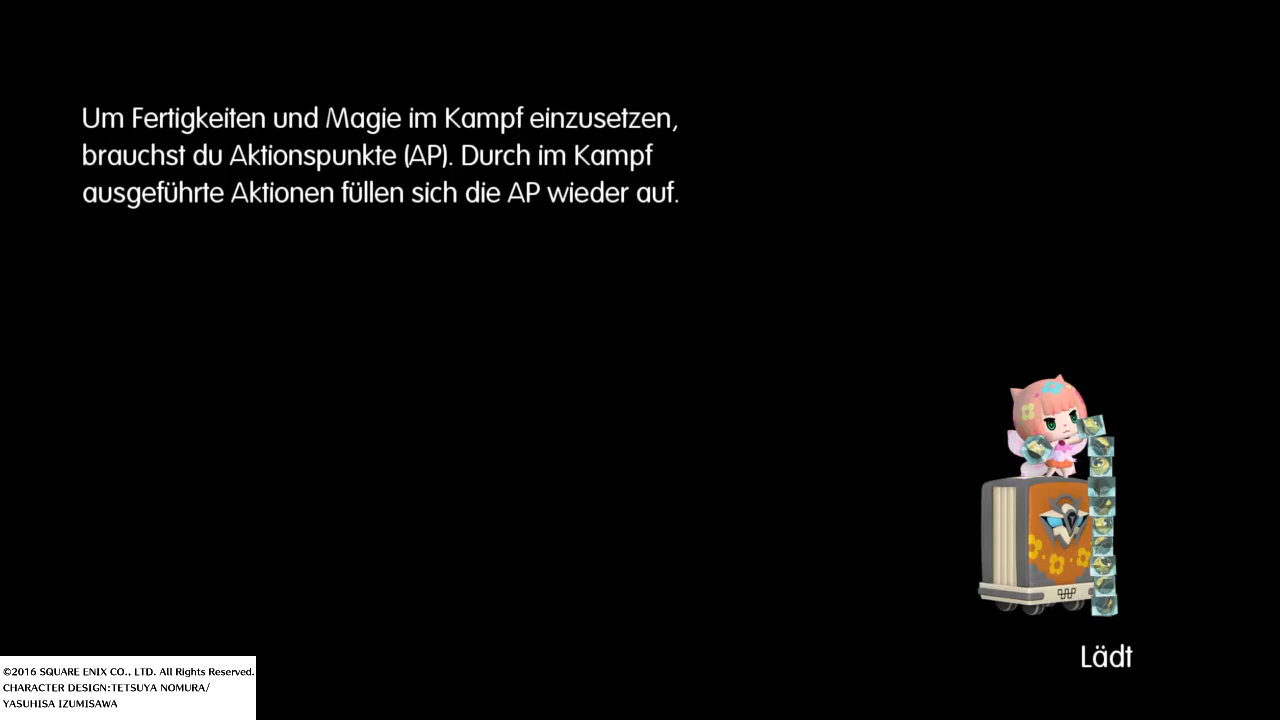 Um Fertigkeiten und Magie im Kampf einzusetzen,
brauchst du Aktionspunkte (AP). Durch im Kampf
ausgeführte Aktionen füllen sich die AP wieder auf.
Lädt
©2016 SQUARE ENIX CO., LTD. All Rights Reserved.
CHARACTER DESIGN:TETSUYA NOMURA/
YASUHISA IZUMISAWA